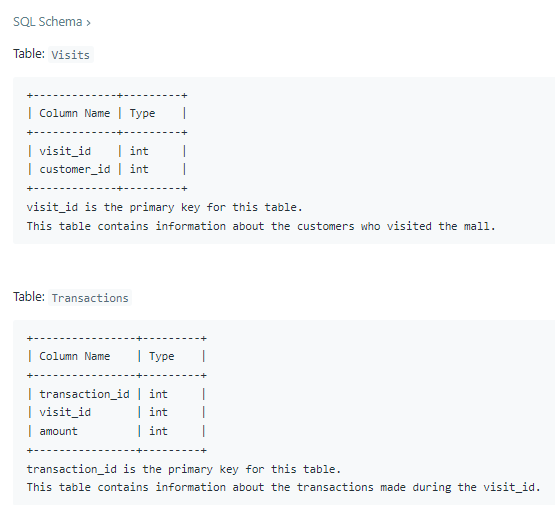 SQL Schema >
Table: Visits
+-------------+---------+
| Column Name | Type    |
+-------------+---------+
| visit_id    | int     |
| customer_id | int     |
+-------------+---------+
visit_id is the primary key for this table.
This table contains information about the customers who visited the mall.
Table: Transactions
+----------------+---------+
| Column Name    | Type    |
+----------------+---------+
| transaction_id | int     |
| visit_id       | int     |
| amount         | int     |
+----------------+---------+
transaction_id is the primary key for this table.
This table contains information about the transactions made during the visit_id.